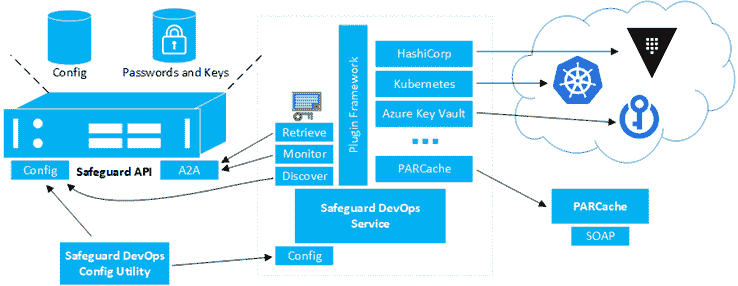 Config
Passwords and Keys
Safeguard API
Config
A2A
Safeguard DevOps
Config Utility
Retrieve
Monitor
Discover
Plugin Framework
HashiCorp
Kubernetes
Azure Key Vault
PARCache
Safeguard DevOps
Service
Config
PARCache
SOAP